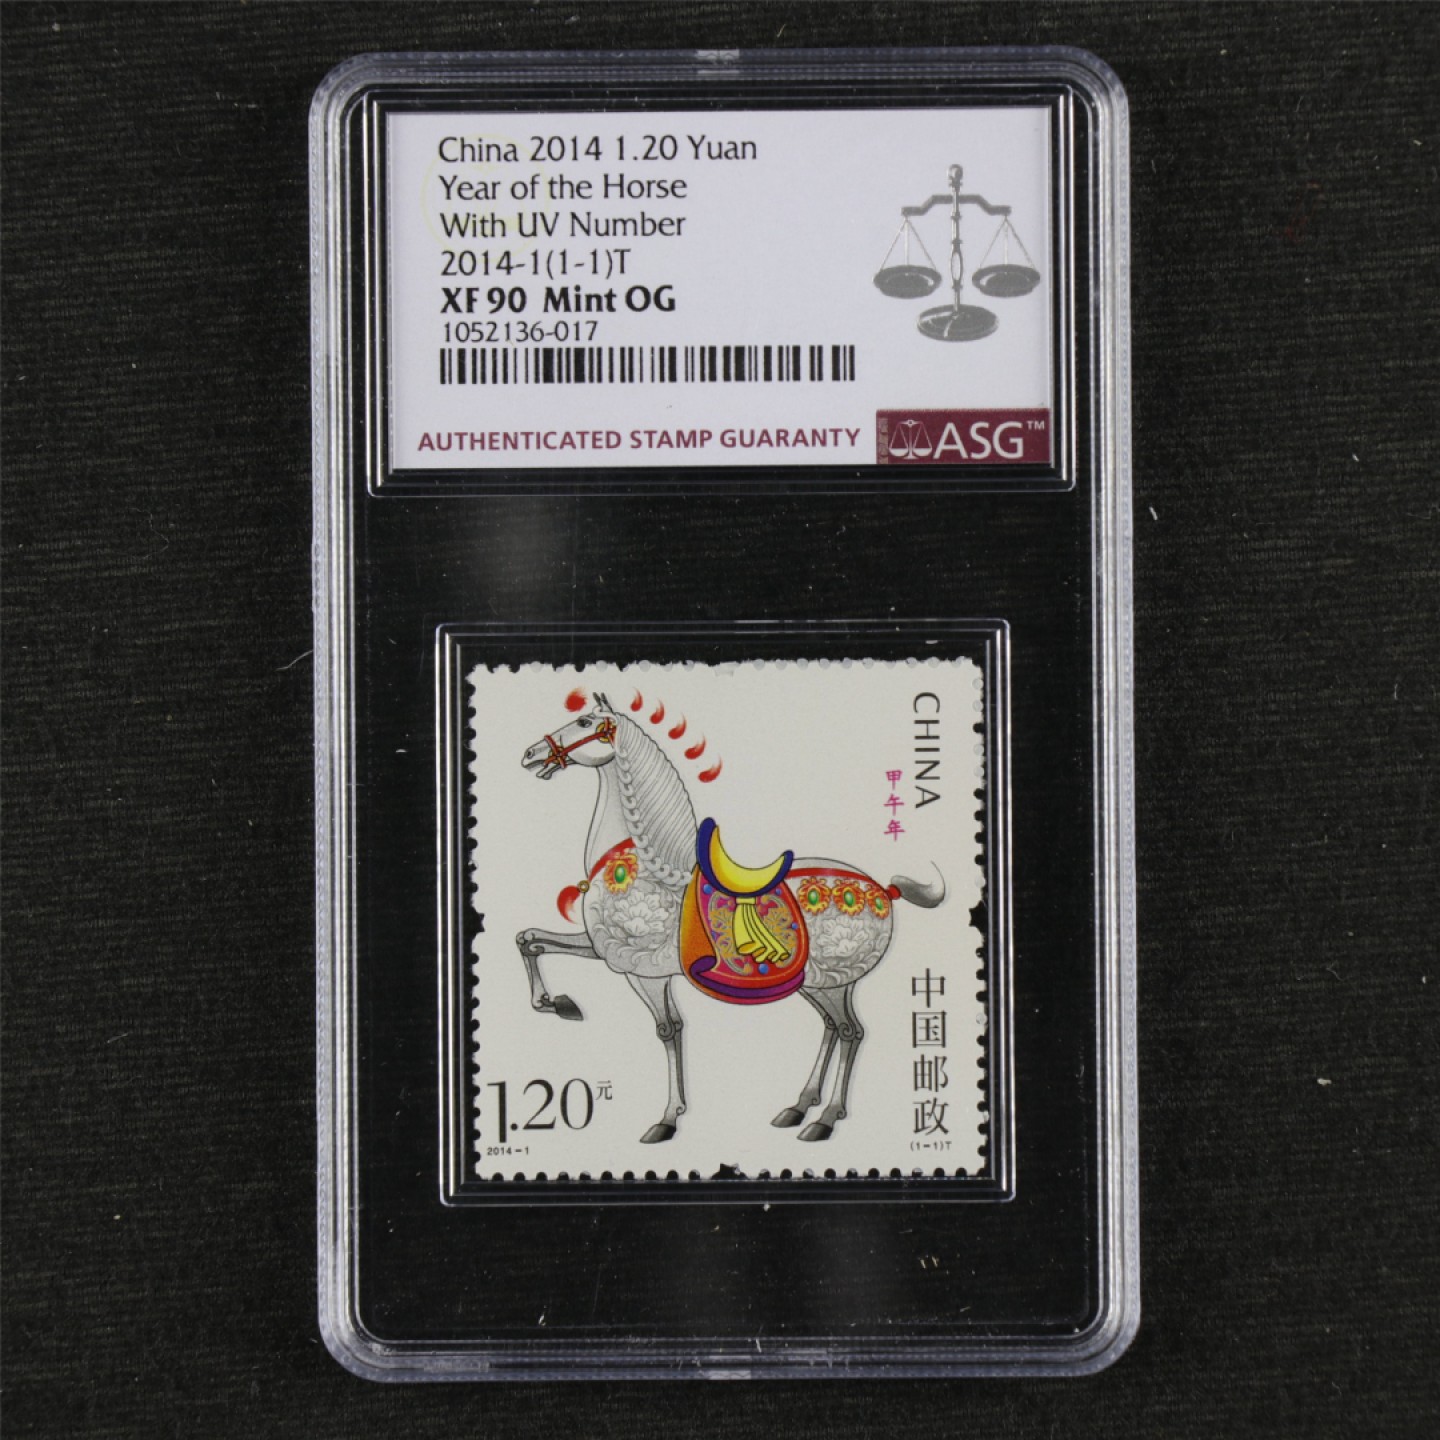 China 2014 1.20 Yuan
Year of the Horse
With UV Number
2014-1(1-1)T
XF 90 Mint OG
1052136-017
AUTHENTICATED STAMP GUARANTY
ASG™
CHINA
甲午年
中国邮政
1.20元
2014-1
(1-1)T